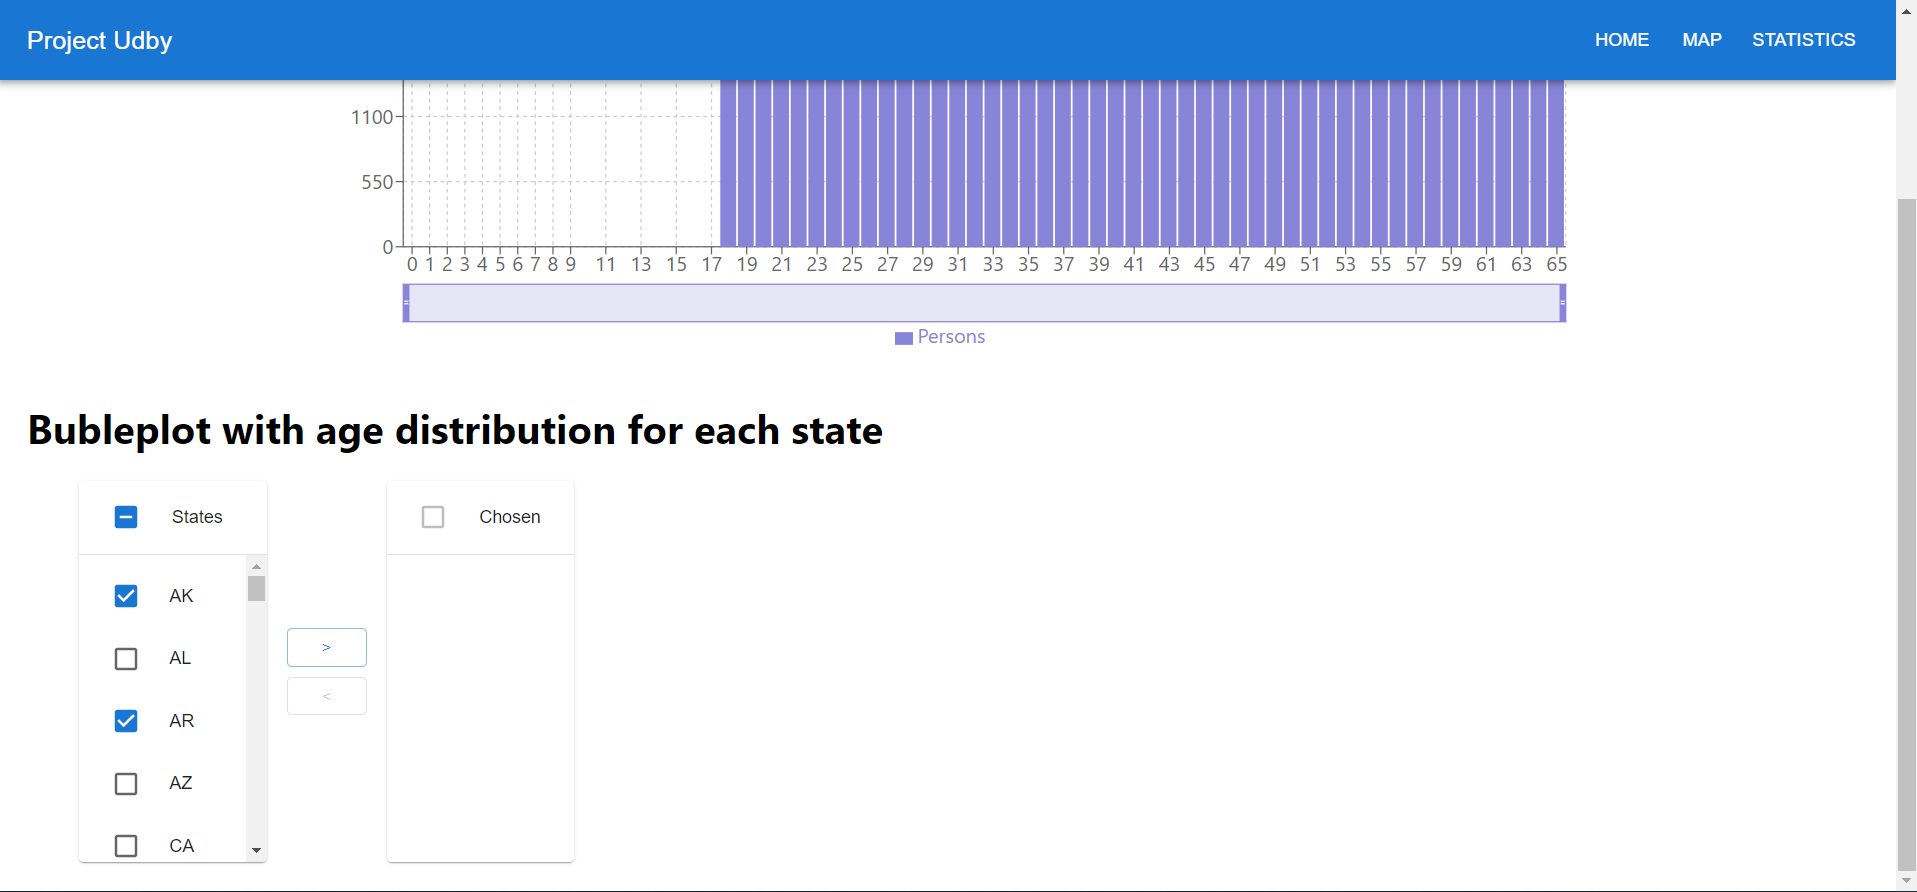 Project Udby
HOME MAP STATISTICS
1100
550
0
0 1 2 3 4 5 6 7 8 9 11 13 15 17 19 21 23 25 27 29 31 33 35 37 39 41 43 45 47 49 51 53 55 57 59 61 63 65
Persons
Bubleplot with age distribution for each state
States
Chosen
AK
AL
AR
AZ
CA
>
<